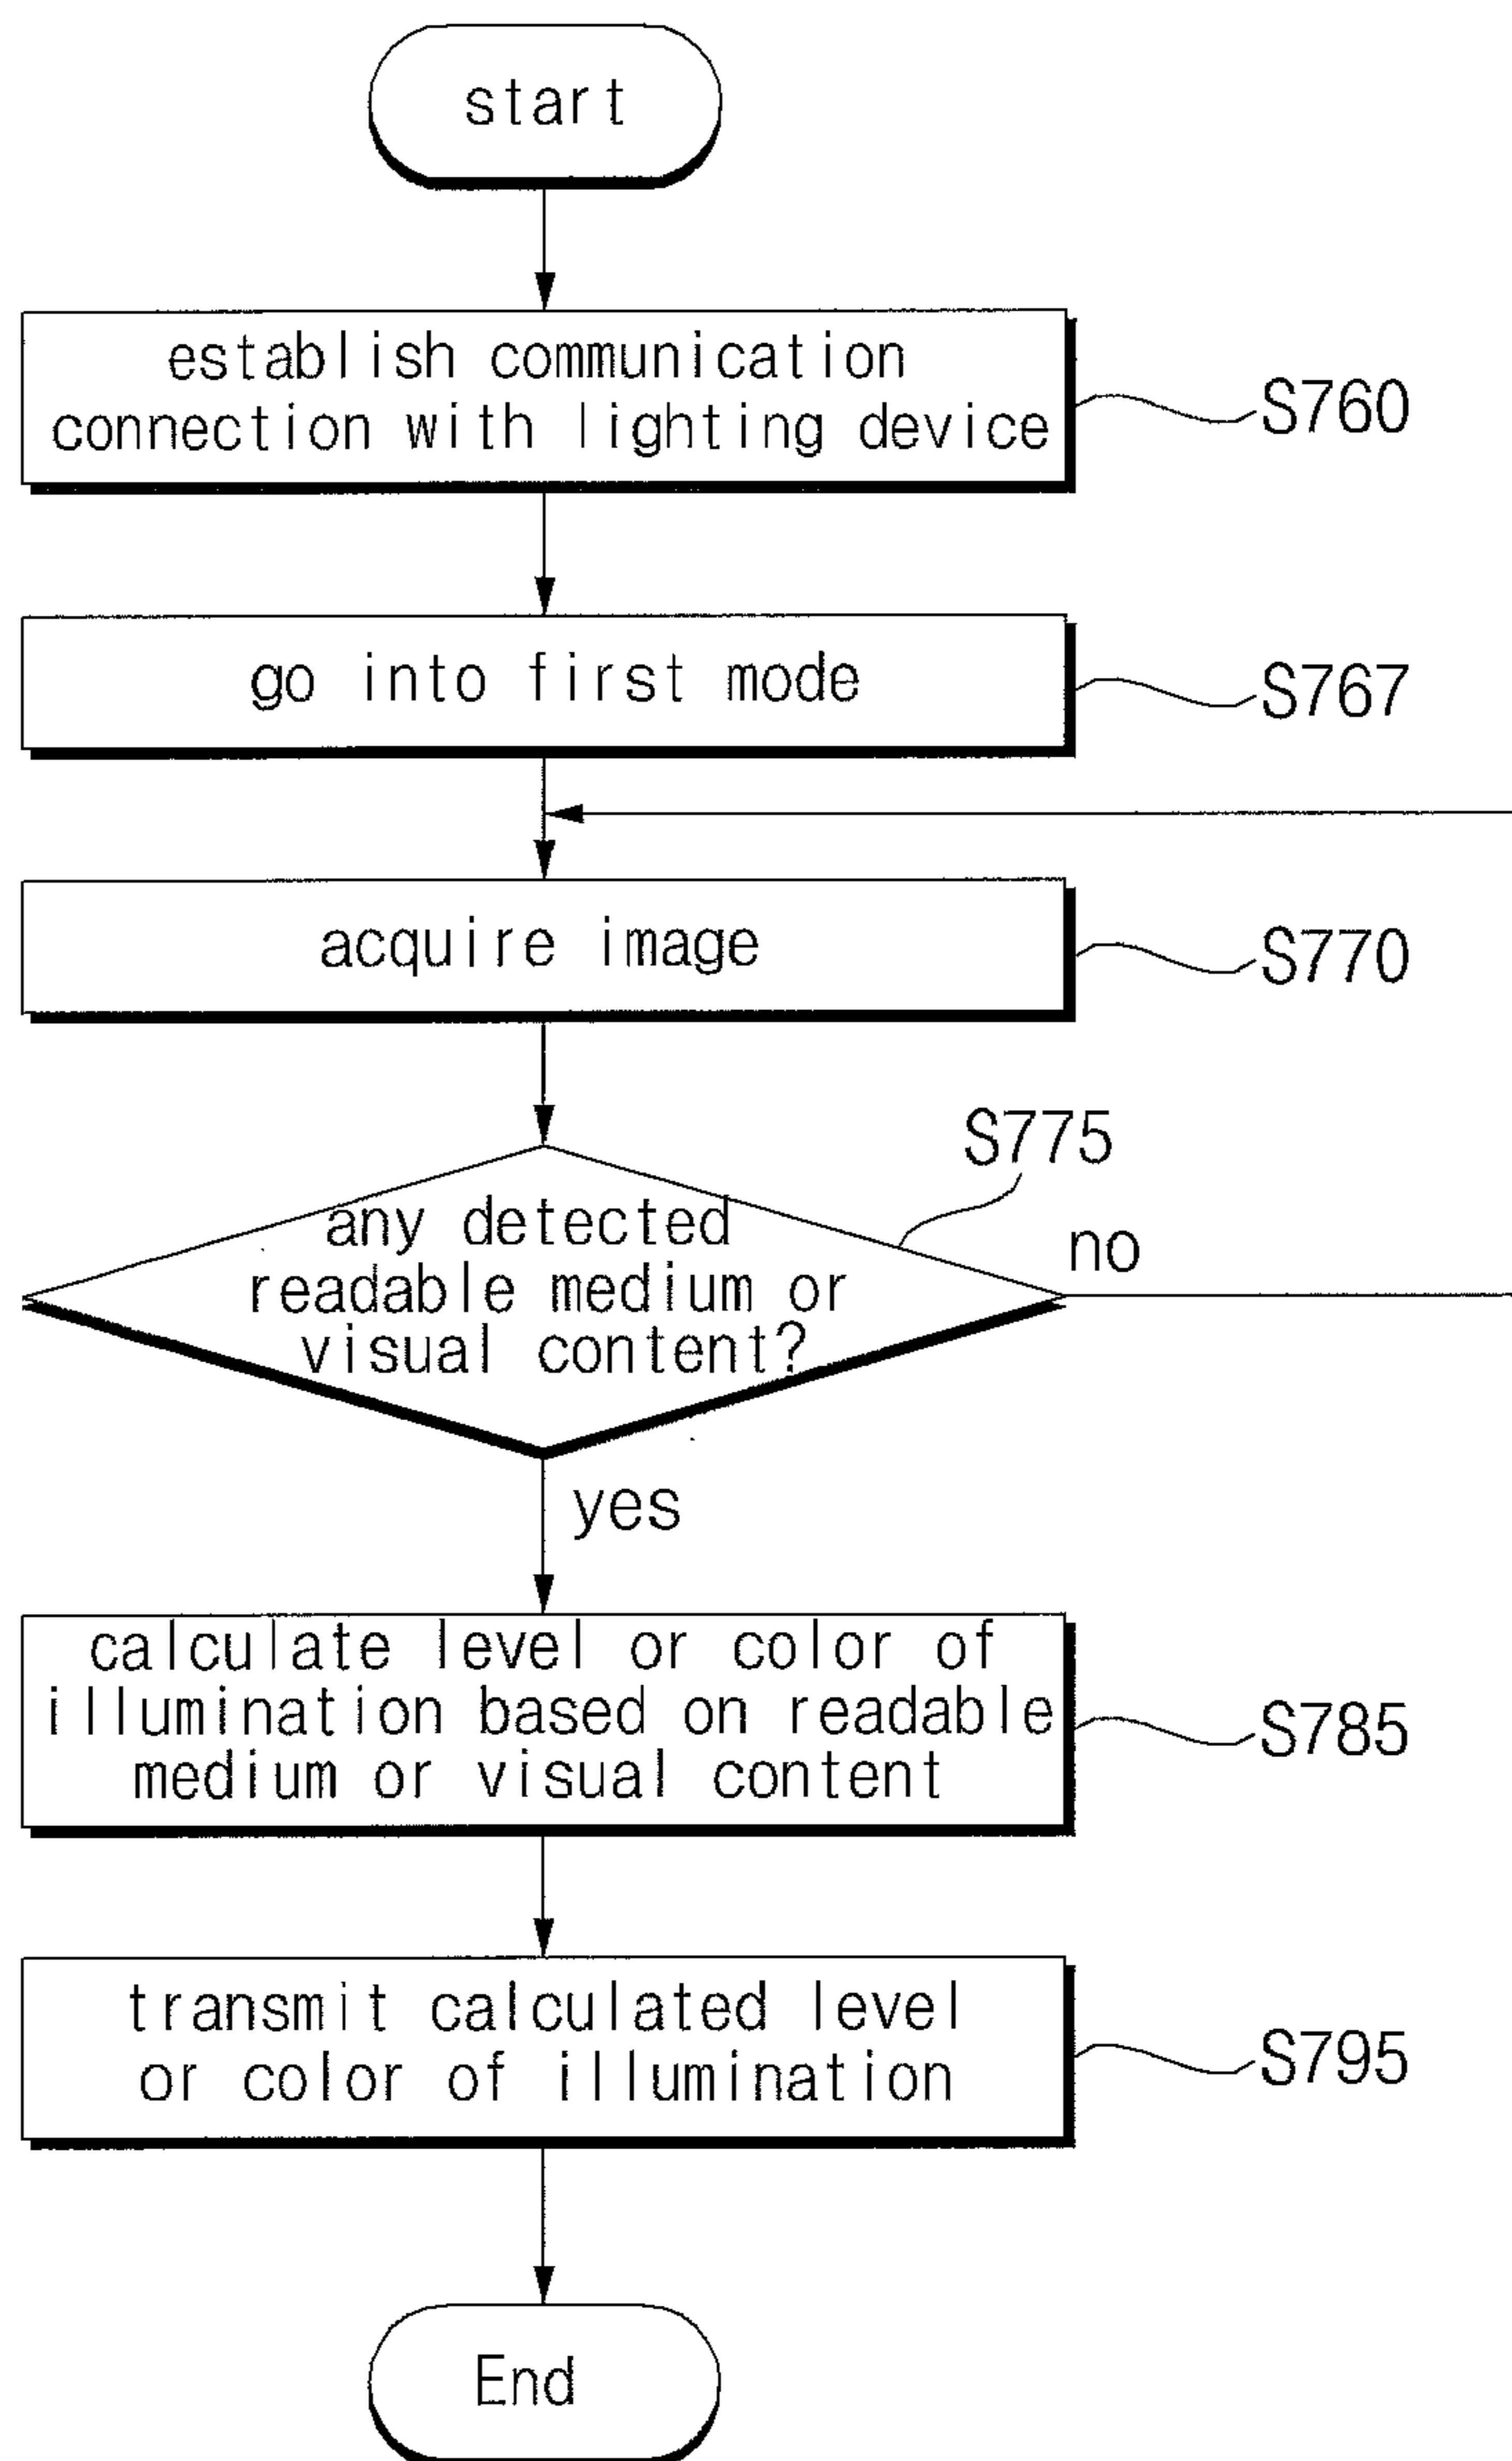 start
establish communication
connection with lighting device
S760
go into first mode
S767
acquire image
S770
S775
any detected
readable medium or
visual content?
no
yes
calculate level or color of
illumination based on readable
medium or visual content
S785
transmit calculated level
or color of illumination
S795
End